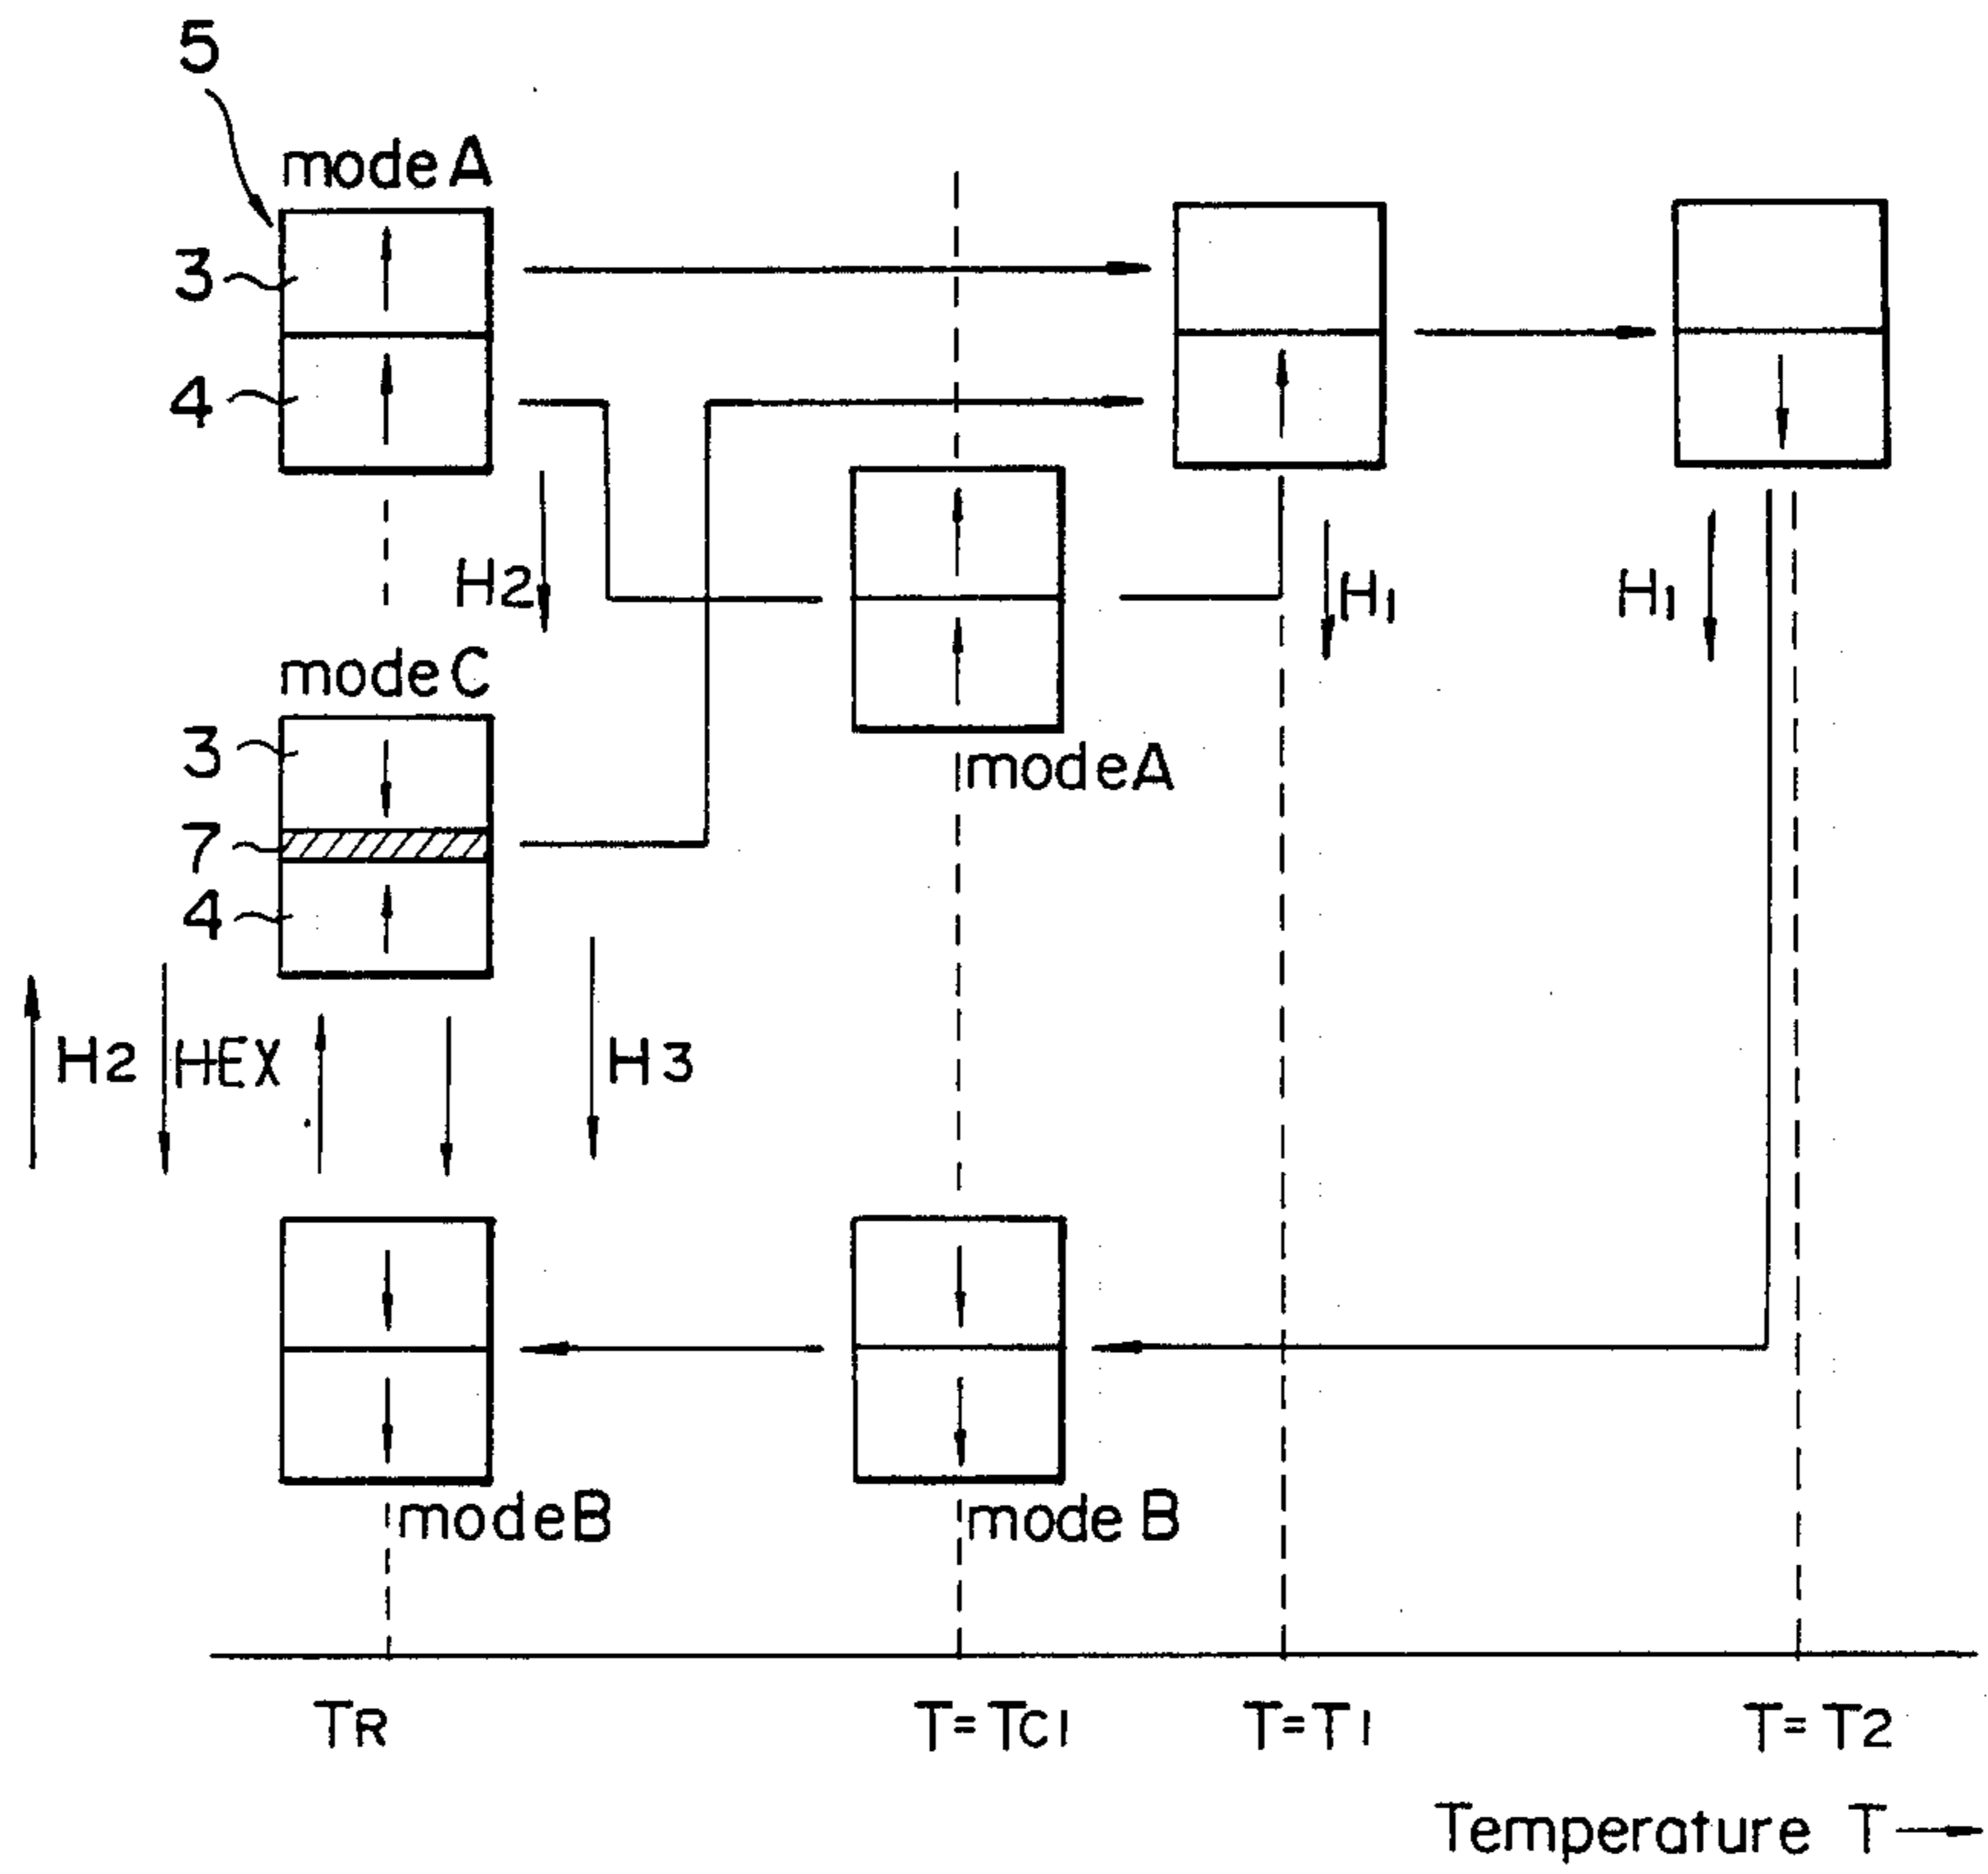 5
mode A
3
4
H2
H1
H1
mode C
3
mode A
7
4
H2
HEX
H3
mode B
mode B
TR
T=TC1
T=T1
T=T2
Temperature T